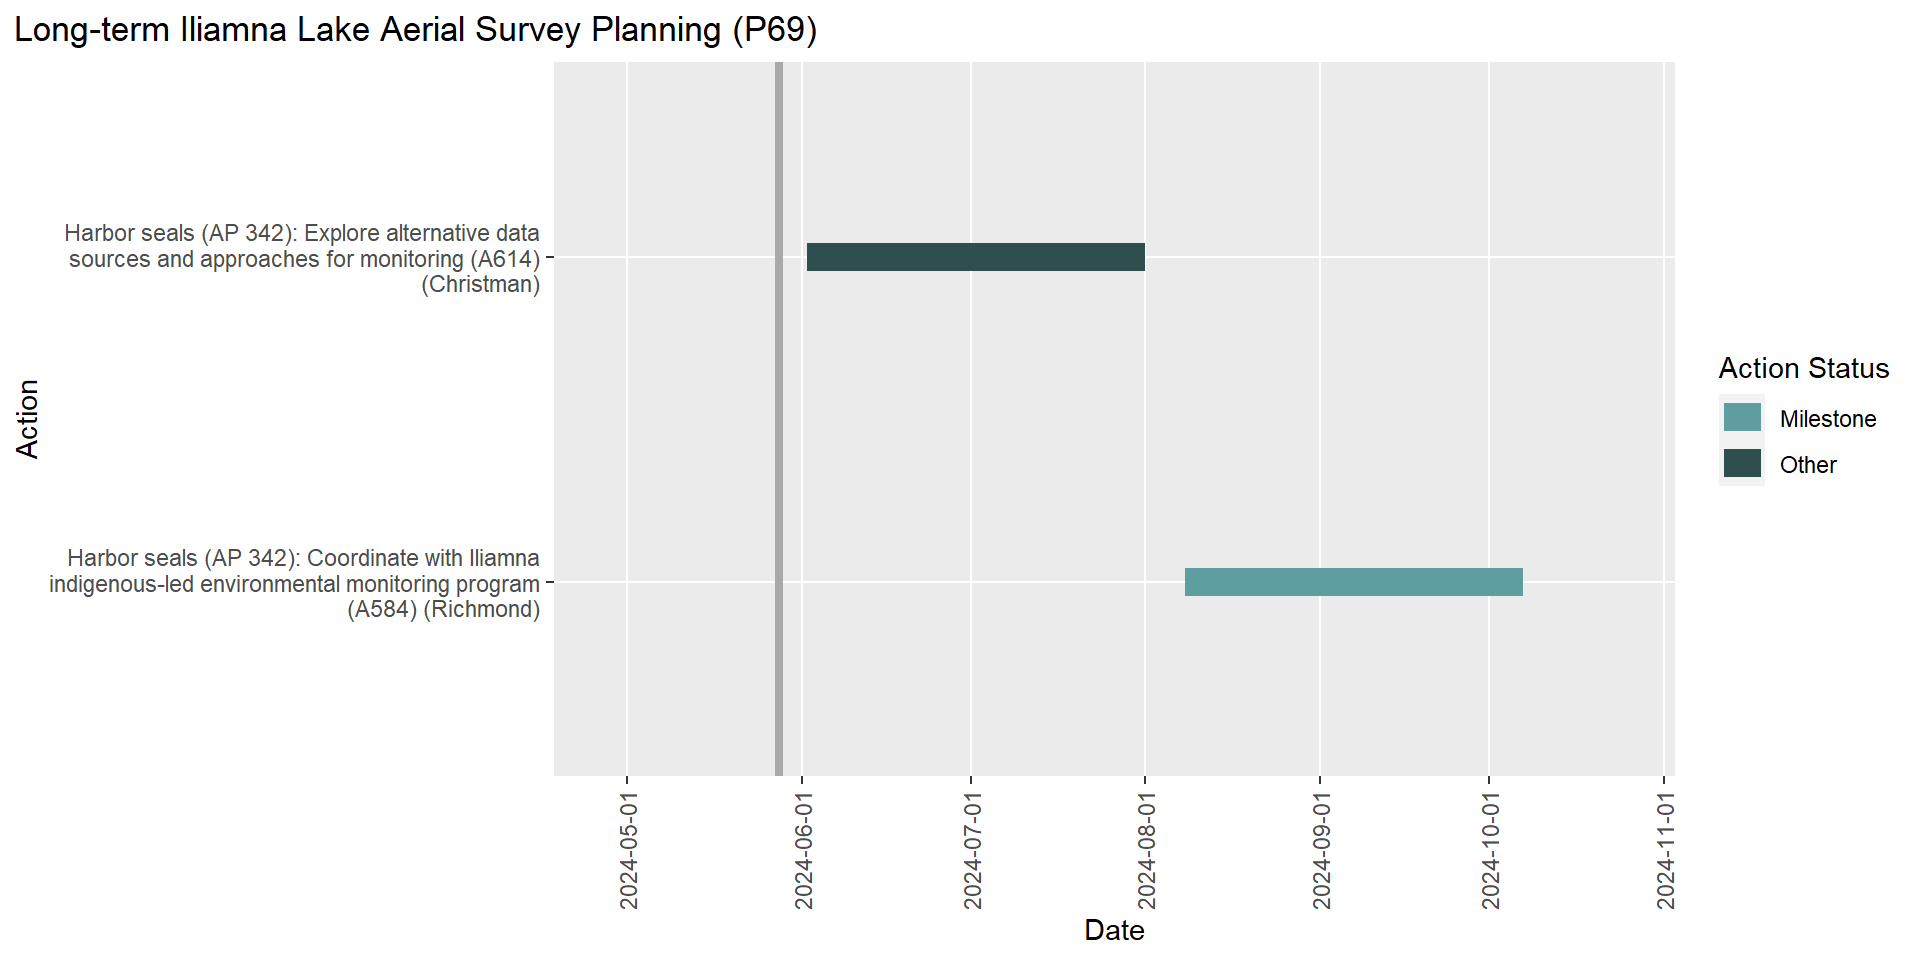 Long-term Iliamna Lake Aerial Survey Planning (P69)
Harbor seals (AP 342): Explore alternative data
sources and approaches for monitoring (A614)
(Christman)
Harbor seals (AP 342): Coordinate with Iliamna
indigenous-led environmental monitoring program
(A584) (Richmond)
Action
2024-05-01
2024-06-01
2024-07-01
2024-08-01
2024-09-01
2024-10-01
2024-11-01
Date
Action Status
Milestone
Other